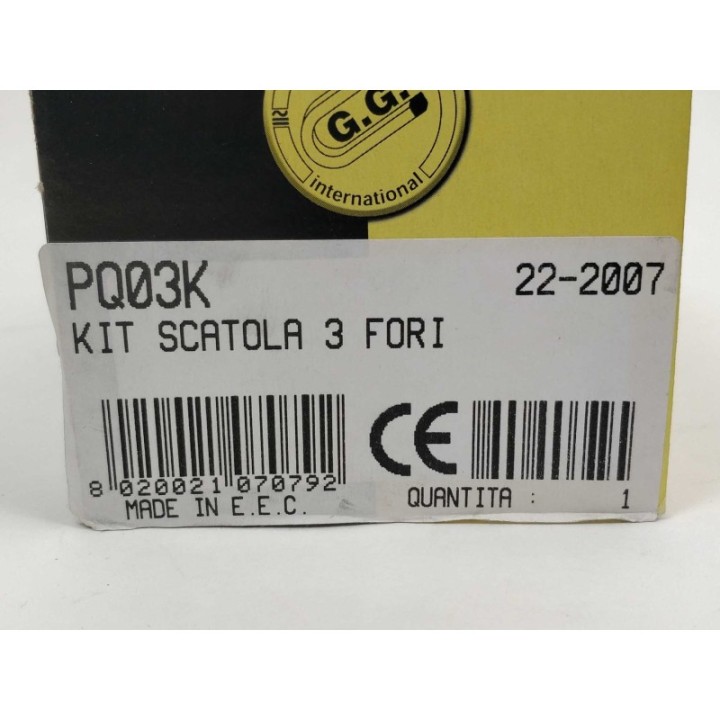 G.G.
international
PQ03K 22-2007
KIT SCATOLA 3 FORI
CE
8 020021 070792
MADE IN E.E.C. QUANTITA : 1